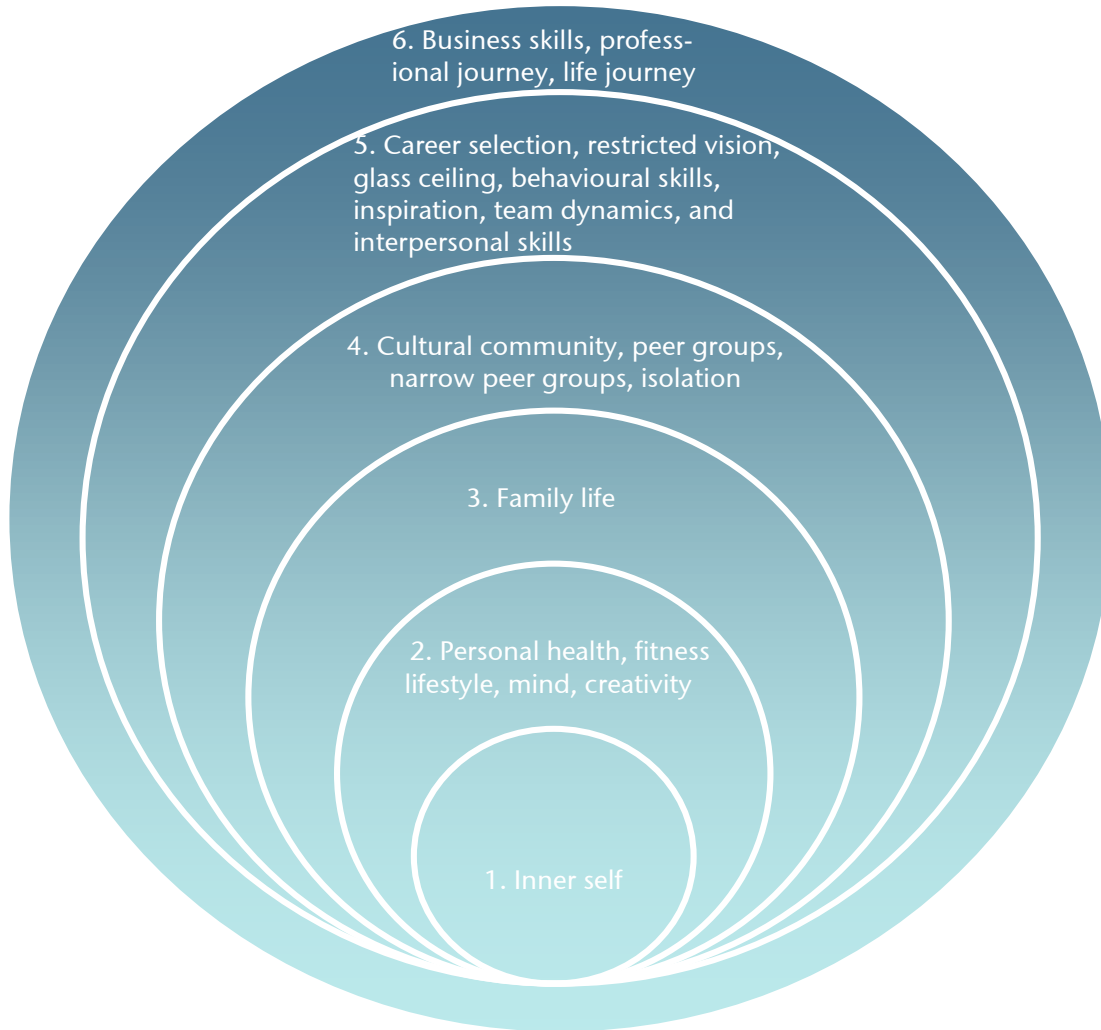 6. Business skills, profess-
ional journey, life journey
5. Career selection, restricted vision,
glass ceiling, behavioural skills,
inspiration, team dynamics, and
interpersonal skills
4. Cultural community, peer groups,
narrow peer groups, isolation
3. Family life
2. Personal health, fitness
lifestyle, mind, creativity
1. Inner self